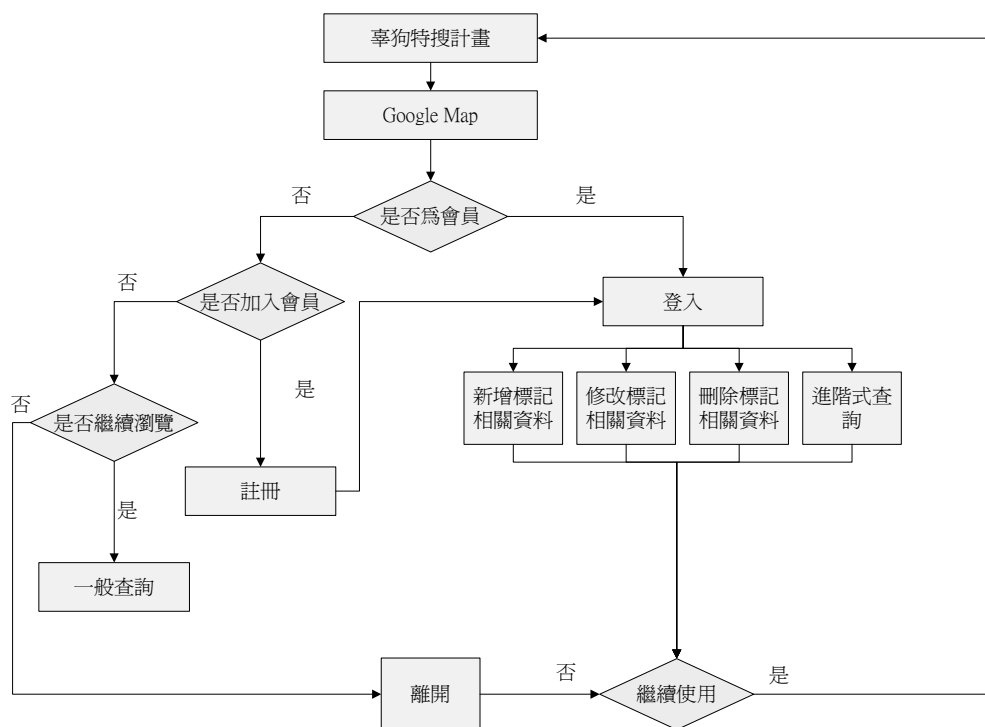 辜狗特搜計畫
Google Map
否
是
是否為會員
否
是否加入會員
登入
是
新增標記
相關資料
修改標記
相關資料
刪除標記
相關資料
進階式查
詢
否
是否繼續瀏覽
註冊
是
一般查詢
離開
否
繼續使用
是